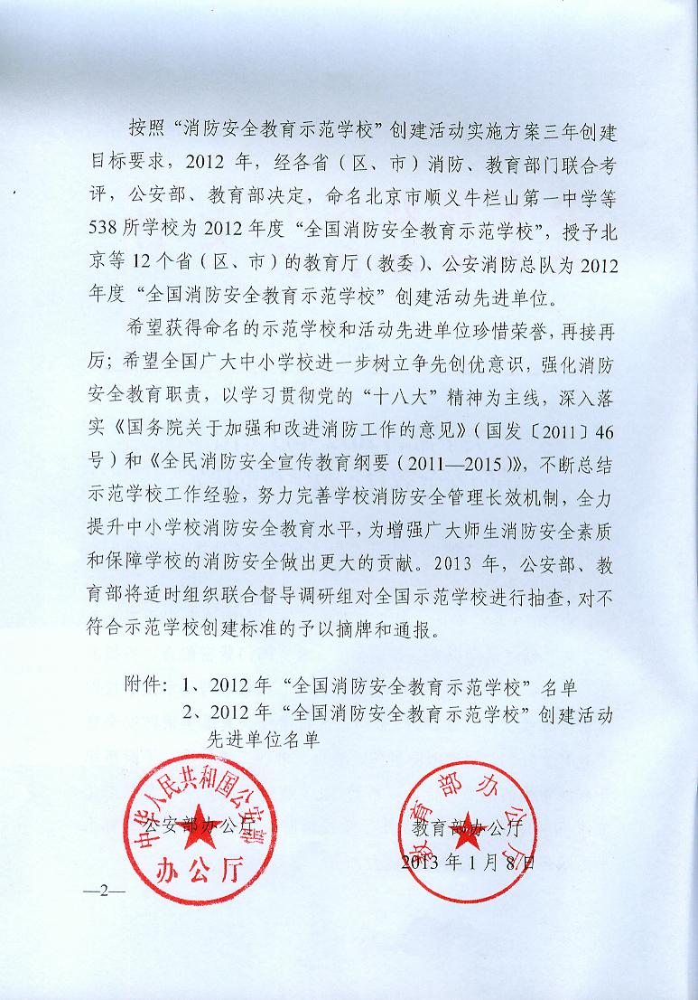 按照“消防安全教育示范学校”创建活动实施方案三年创建
目标要求，2012 年，经各省（区、市）消防、教育部门联合考
评，公安部、教育部决定，命名北京市顺义牛栏山第一中学等
538 所学校为 2012 年度“全国消防安全教育示范学校”，授予北
京等 12 个省（区、市）的教育厅（教委）、公安消防总队为 2012
年度“全国消防安全教育示范学校”创建活动先进单位。
希望获得命名的示范学校和活动先进单位珍惜荣誉，再接再
厉；希望全国广大中小学校进一步树立争先创优意识，强化消防
安全教育职责，以学习贯彻党的“十八大”精神为主线，深入落
实《国务院关于加强和改进消防工作的意见》（国发〔2011〕46
号）和《全民消防安全宣传教育纲要（2011—2015）》，不断总结
示范学校工作经验，努力完善学校消防安全管理长效机制，全力
提升中小学校消防安全教育水平，为增强广大师生消防安全素质
和保障学校的消防安全做出更大的贡献。2013 年，公安部、教
育部将适时组织联合督导调研组对全国示范学校进行抽查，对不
符合示范学校创建标准的予以摘牌和通报。
附件：1、2012 年“全国消防安全教育示范学校”名单
2、2012 年“全国消防安全教育示范学校”创建活动
先进单位名单
中华人民共和国公安部
公安部办公厅
办公厅
教育部办公厅
教育部办公厅
2013 年 1 月 8 日
—2—